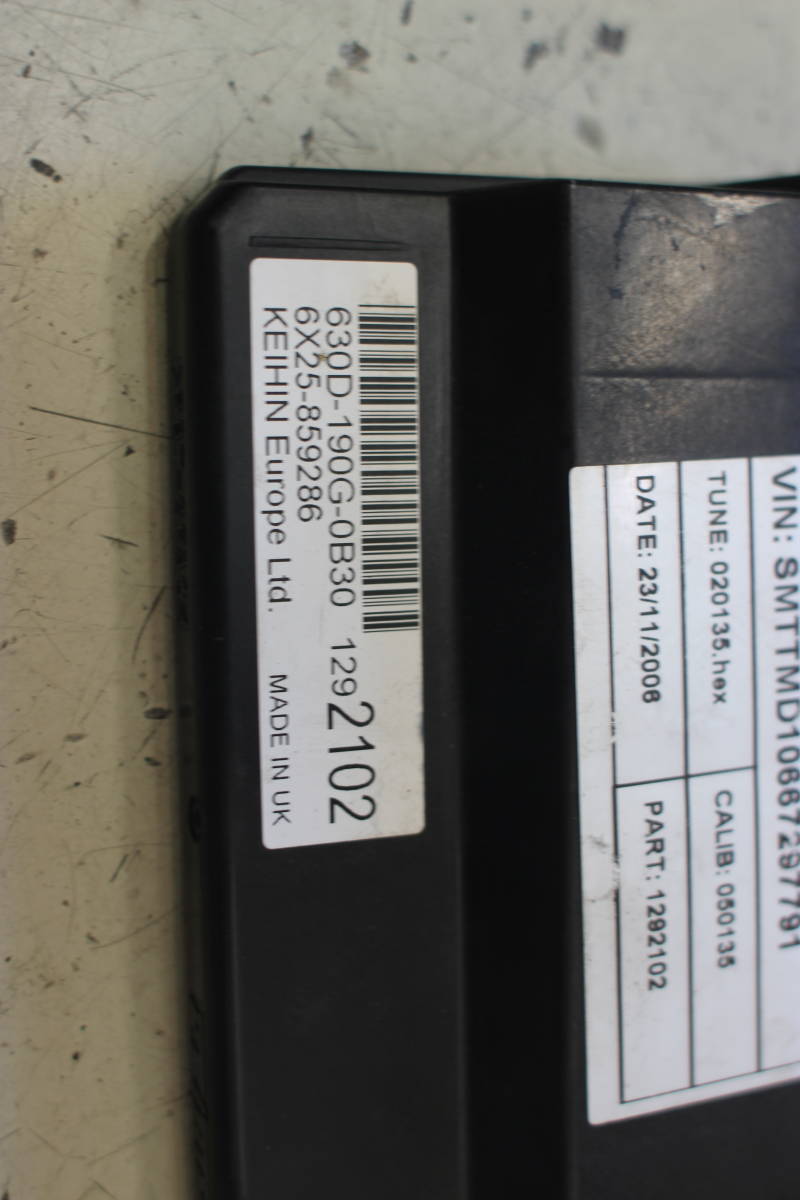 630D-190G-0B30 1292102
6X25-859286
KEIHIN Europe Ltd. MADE IN UK
VIN: SMTTMD10667297791
TUNE: 020135.hex CALIB: 050135
DATE: 23/11/2006 PART: 1292102